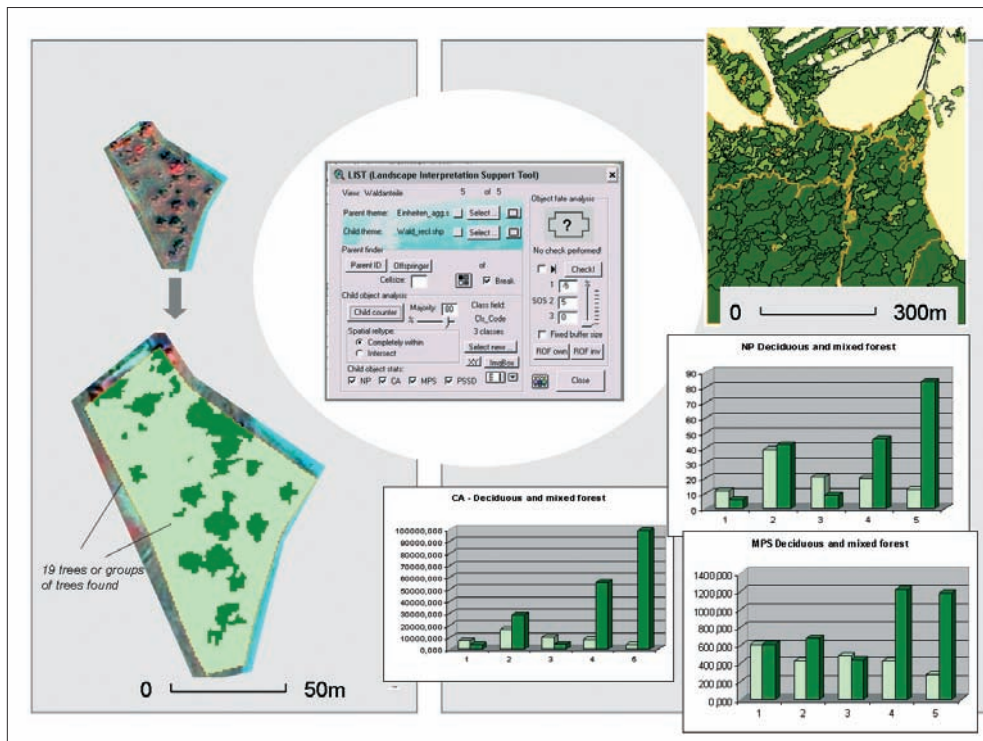 LIST (Landscape Interpretation Support Tool)
View: Waldanteile 5 of 5
Parent theme: Einheiten_agg.s Select...
Child theme: Wald_recl.shp Select...
Parent finder
Parent ID Offspringer of
Cellsize: Break
Child object analysis
Child counter Majority: 80
%
Class field:
Cls_Code
3 classes
Spatial reltype:
Completely within
Intersect
Select new ...
XY ImgBox
Child object stats:
NP CA MPS PSSD
Object fate analysis
?
No check performed!
Check!
1 -5
SOS 2 5
3 0
Fixed buffer size
ROF own ROF inv
Close
19 trees or groups
of trees found
0 50m
0 300m
NP Deciduous and mixed forest
90
80
70
60
50
40
30
20
10
0
1 2 3 4 5
CA - Deciduous and mixed forest
100000,000
90000,000
80000,000
70000,000
60000,000
50000,000
40000,000
30000,000
20000,000
10000,000
0,000
1 2 3 4 5
MPS Deciduous and mixed forest
1400,000
1200,000
1000,000
800,000
600,000
400,000
200,000
0,000
1 2 3 4 5